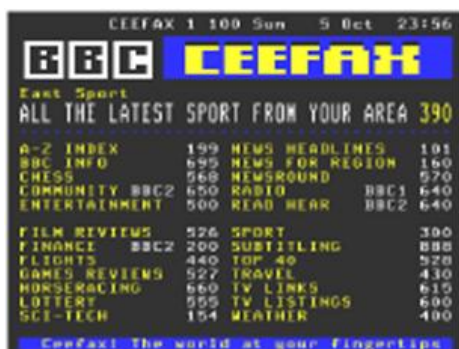 CEEFAX 1 100 Sun 5 Oct 23:56
BBC CEEFAX
East Sport
ALL THE LATEST SPORT FROM YOUR AREA 390
A-Z INDEX 199 NEWS HEADLINES 101
BBC INFO 695 NEWS FOR REGION 160
CHESS 568 NEWSROUND 570
COMMUNITY BBC2 650 RADIO BBC1 640
ENTERTAINMENT 500 READ HEAR BBC2 640
FILM REVIEWS 526 SPORT 300
FINANCE BBC2 200 SUBTITLING 888
FLIGHTS 440 TOP 40 528
GAMES REVIEWS 527 TRAVEL 430
HORSERACING 660 TV LINKS 615
LOTTERY 555 TV LISTINGS 600
SCI-TECH 154 WEATHER 400
Ceefax! The world at your fingertips